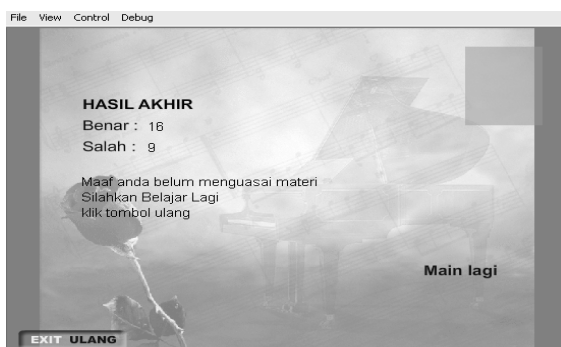 File View Control Debug
HASIL AKHIR
Benar : 16
Salah : 9
Maaf anda belum menguasai materi
Silahkan Belajar Lagi
klik tombol ulang
Main lagi
EXIT ULANG